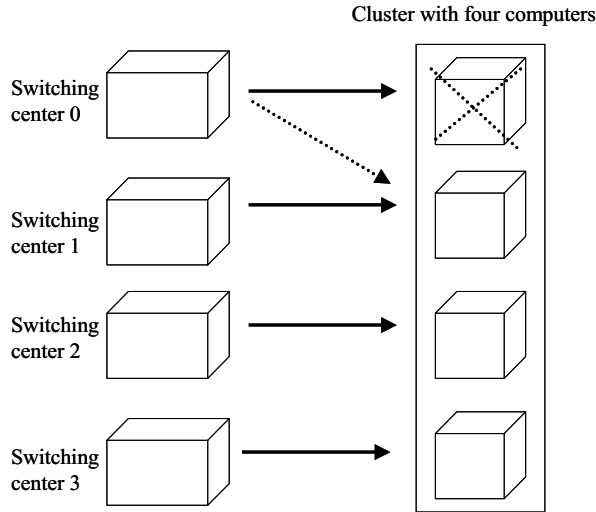 Cluster with four computers
Switching
center 0
Switching
center 1
Switching
center 2
Switching
center 3